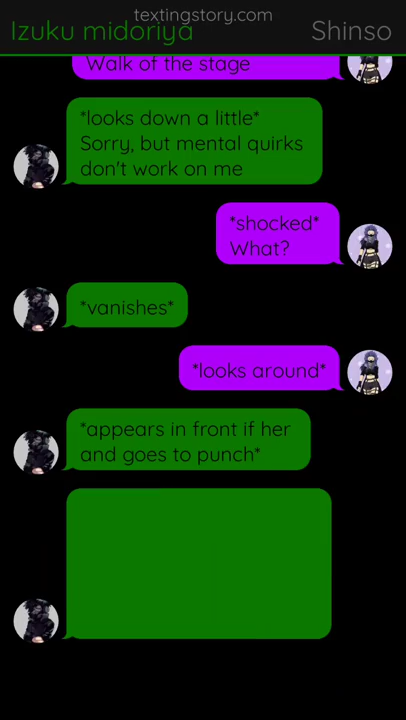 textingstory.com
Izuku midoriya
Shinso
Walk of the stage
*looks down a little*
Sorry, but mental quirks
don't work on me
*shocked*
What?
*vanishes*
*looks around*
*appears in front if her
and goes to punch*